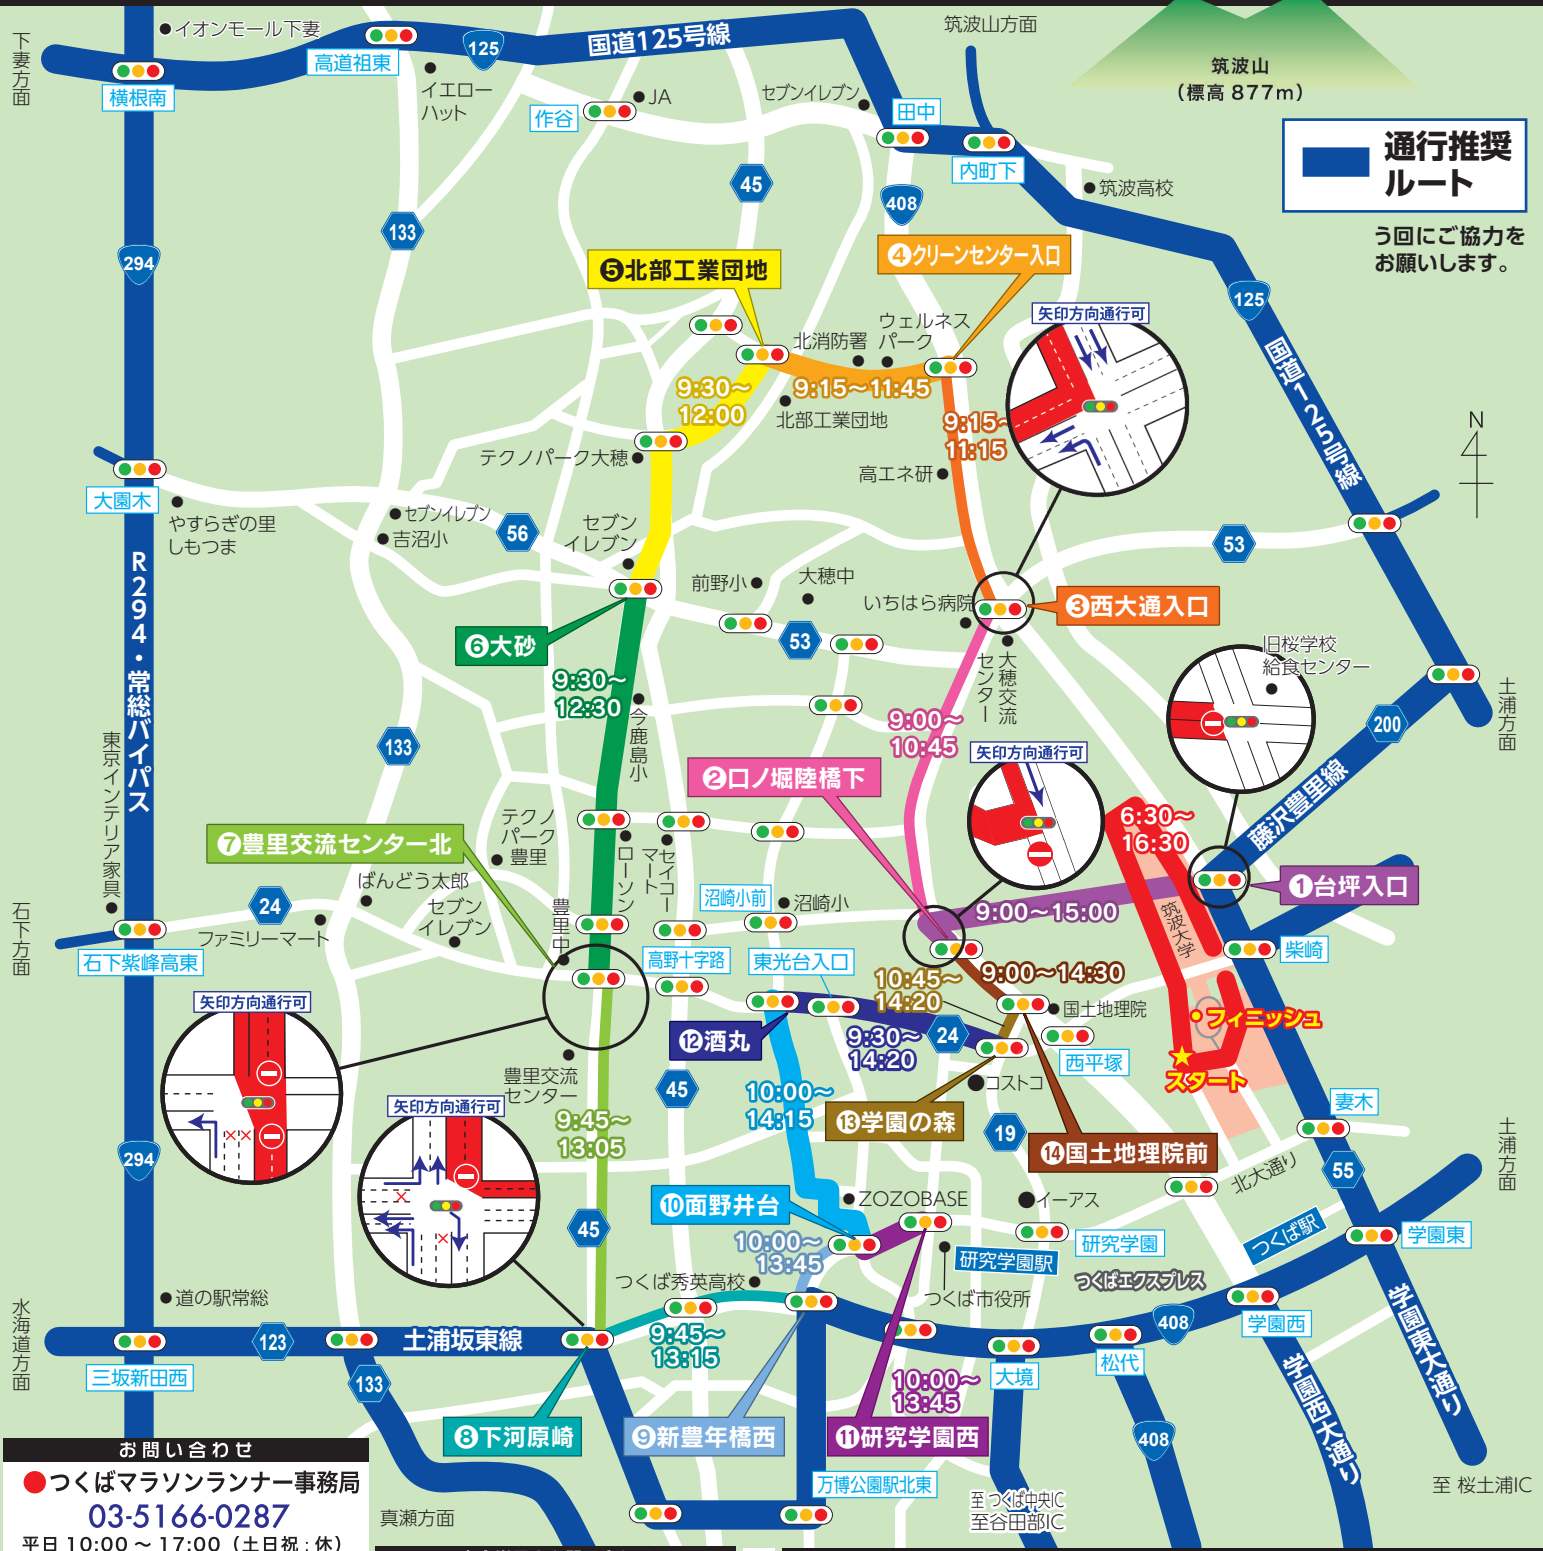 下妻方面
イオンモール下妻
横根南
高道祖東
125
国道125号線
筑波山方面
筑波山
（標高 877m）
イエロー
ハット
作谷
JA
セブンイレブン
田中
内町下
通行推奨
ルート
う回にご協力を
お願いします。
筑波高校
45
408
133
294
❺北部工業団地
❹クリーンセンター入口
矢印方向通行可
125
国道125号線
北消防署
ウェルネス
パーク
9:30～
12:00
9:15～11:45
北部工業団地
9:15～
11:15
N
テクノパーク大穂
高エネ研
大園木
やすらぎの里
しもつま
セブンイレブン
吉沼小
56
セブン
イレブン
53
R294・常総バイパス
前野小
大穂中
いちはら病院
❸西大通入口
❻大砂
53
大穂交流
センター
旧桜学校
給食センター
9:30～
12:30
今鹿島小
9:00～
10:45
土浦方面
200
133
東京インテリア家具
❷口ノ堀陸橋下
矢印方向通行可
藤沢豊里線
6:30～
16:30
❼豊里交流センター北
テクノ
パーク
豊里
ローソン
セイコー
マート
❶台坪入口
ばんどう太郎
24
ファミリーマート
セブン
イレブン
豊里中
沼崎小前
沼崎小
9:00～15:00
筑波大学
石下方面
石下紫峰高東
高野十字路
東光台入口
柴崎
10:45～
14:20
9:00～14:30
国土地理院
矢印方向通行可
⓬酒丸
9:30～
14:20
24
西平塚
フィニッシュ
スタート
豊里交流
センター
45
コストコ
10:00～
14:15
矢印方向通行可
9:45～
13:05
⓭学園の森
19
妻木
土浦方面
⓮国土地理院前
294
北大通り
55
❿面野井台
ZOZOBASE
イーアス
45
10:00～
13:45
研究学園
つくば駅
学園東
研究学園駅
つくばエクスプレス
つくば秀英高校
つくば市役所
水海道方面
道の駅常総
123
土浦坂東線
9:45～
13:15
408
学園西
三坂新田西
133
10:00～
13:45
大境
松代
学園東大通り
学園西大通り
❽下河原崎
❾新豊年橋西
⓫研究学園西
408
お問い合わせ
つくばマラソンランナー事務局
03-5166-0287
平日 10:00 ～ 17:00（土日祝 : 休）
真瀬方面
万博公園駅北東
至 つくば中央IC
至谷田部IC
至 桜土浦IC